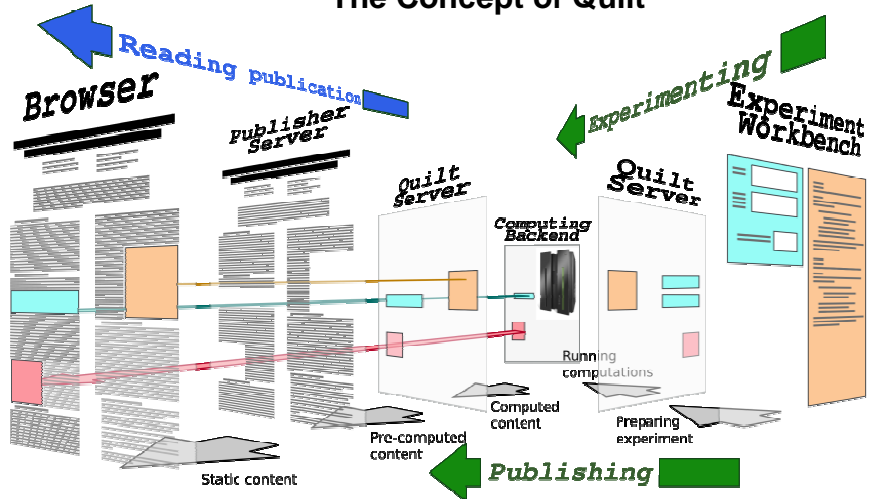 The Concept of Quilt
Reading publication
Experimenting
Browser
Publisher
Server
Quilt
Server
Computing
Backend
Quilt
Server
Experiment
Workbench
Running
computations
Computed
content
Preparing
experiment
Pre-computed
content
Static content
Publishing